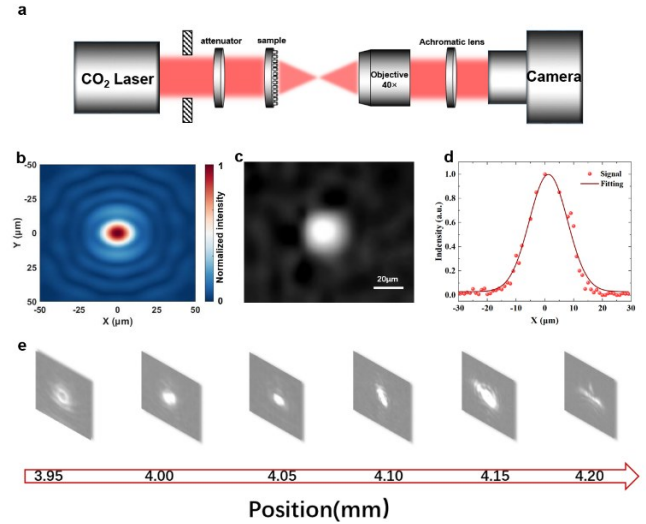 a
attenuator
sample
Achromatic lens
CO₂ Laser
Objective
40×
Camera
b
-50
-25
0
25
50
Y (μm)
-50 -25 0 25 50
X (μm)
1
0
Normalized intensity
c
20μm
d
Signal
Fitting
Indensity (a.u.)
1.0
0.8
0.6
0.4
0.2
0.0
-30 -20 -10 0 10 20 30
X (μm)
e
3.95 4.00 4.05 4.10 4.15 4.20
Position(mm)